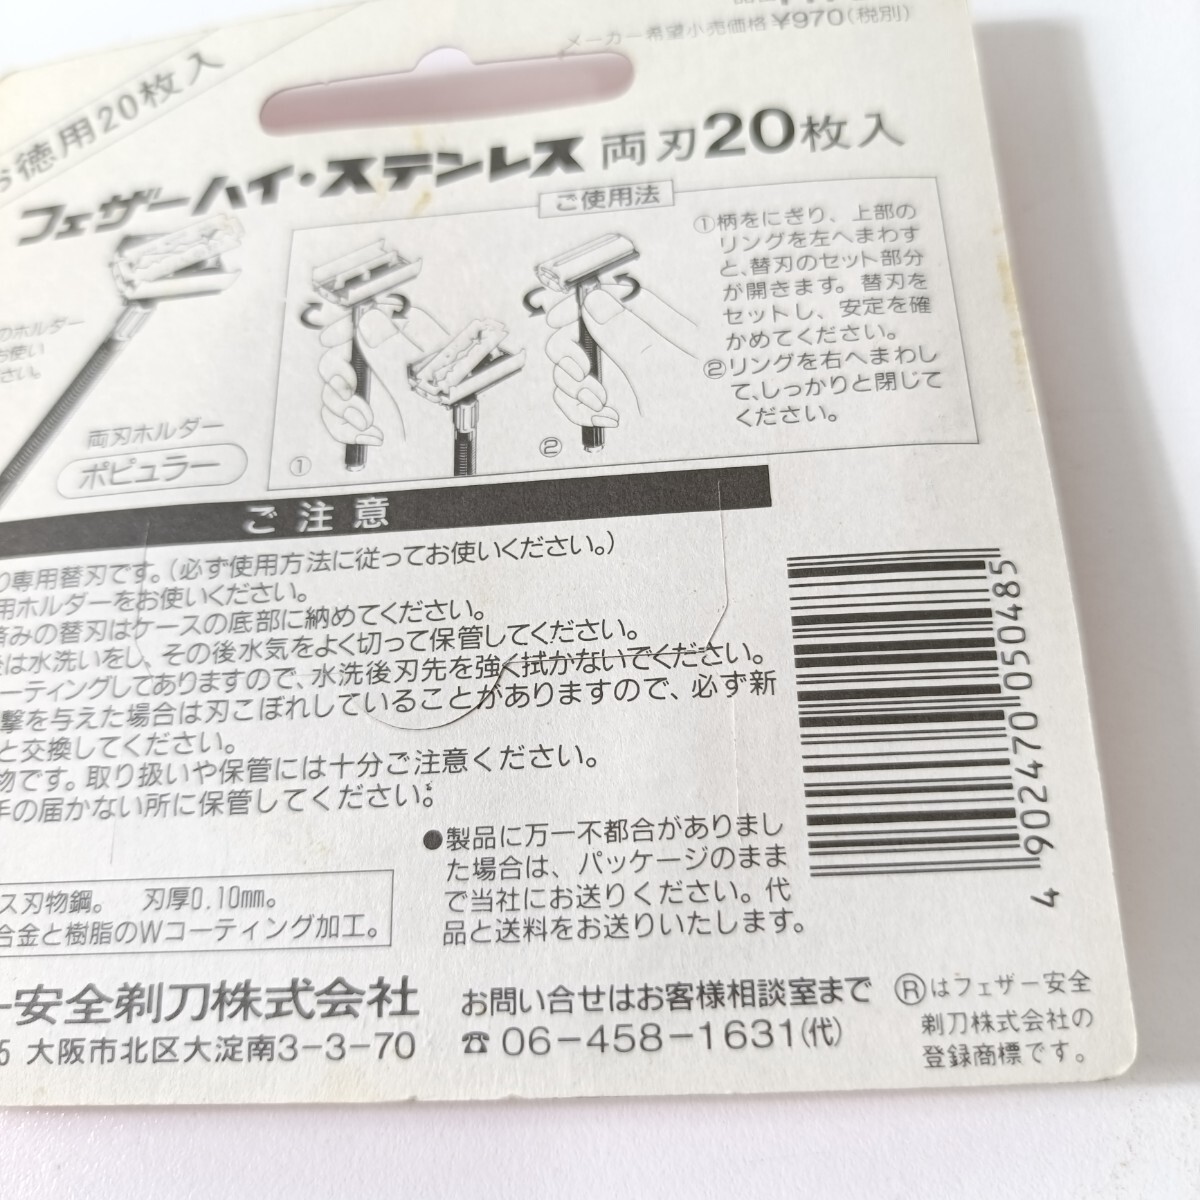 メーカー希望小売価格¥970(税別)
徳用20枚入
フェザーハイ・ステンレス 両刃20枚入
ご使用法
①柄をにぎり、上部の
リングを左へまわす
と、替刃のセット部分
が開きます。替刃を
セットし、安定を確
かめてください。
②リングを右へまわし
て、しっかりと閉じて
ください。
のホルダー
お使い
さい。
両刃ホルダー
ポピュラー
①
②
ご注意
専用替刃です。(必ず使用方法に従ってお使いください。)
用ホルダーをお使いください。
済みの替刃はケースの底部に納めてください。
は水洗いをし、その後水気をよく切って保管してください。
ーティングしてありますので、水洗後刃先を強く拭かないでください。
撃を与えた場合は刃こぼれしていることがありますので、必ず新
と交換してください。
物です。取り扱いや保管には十分ご注意ください。
手の届かない所に保管してください。
●製品に万一不都合がありまし
た場合は、パッケージのまま
で当社にお送りください。代
品と送料をお送りいたします。
4902470050485
ス刃物鋼。 刃厚0.10mm。
合金と樹脂のWコーティング加工。
ー安全剃刀株式会社
5 大阪市北区大淀南3-3-70
お問い合せはお客様相談室まで
☎06-458-1631(代)
®はフェザー安全
剃刀株式会社の
登録商標です。